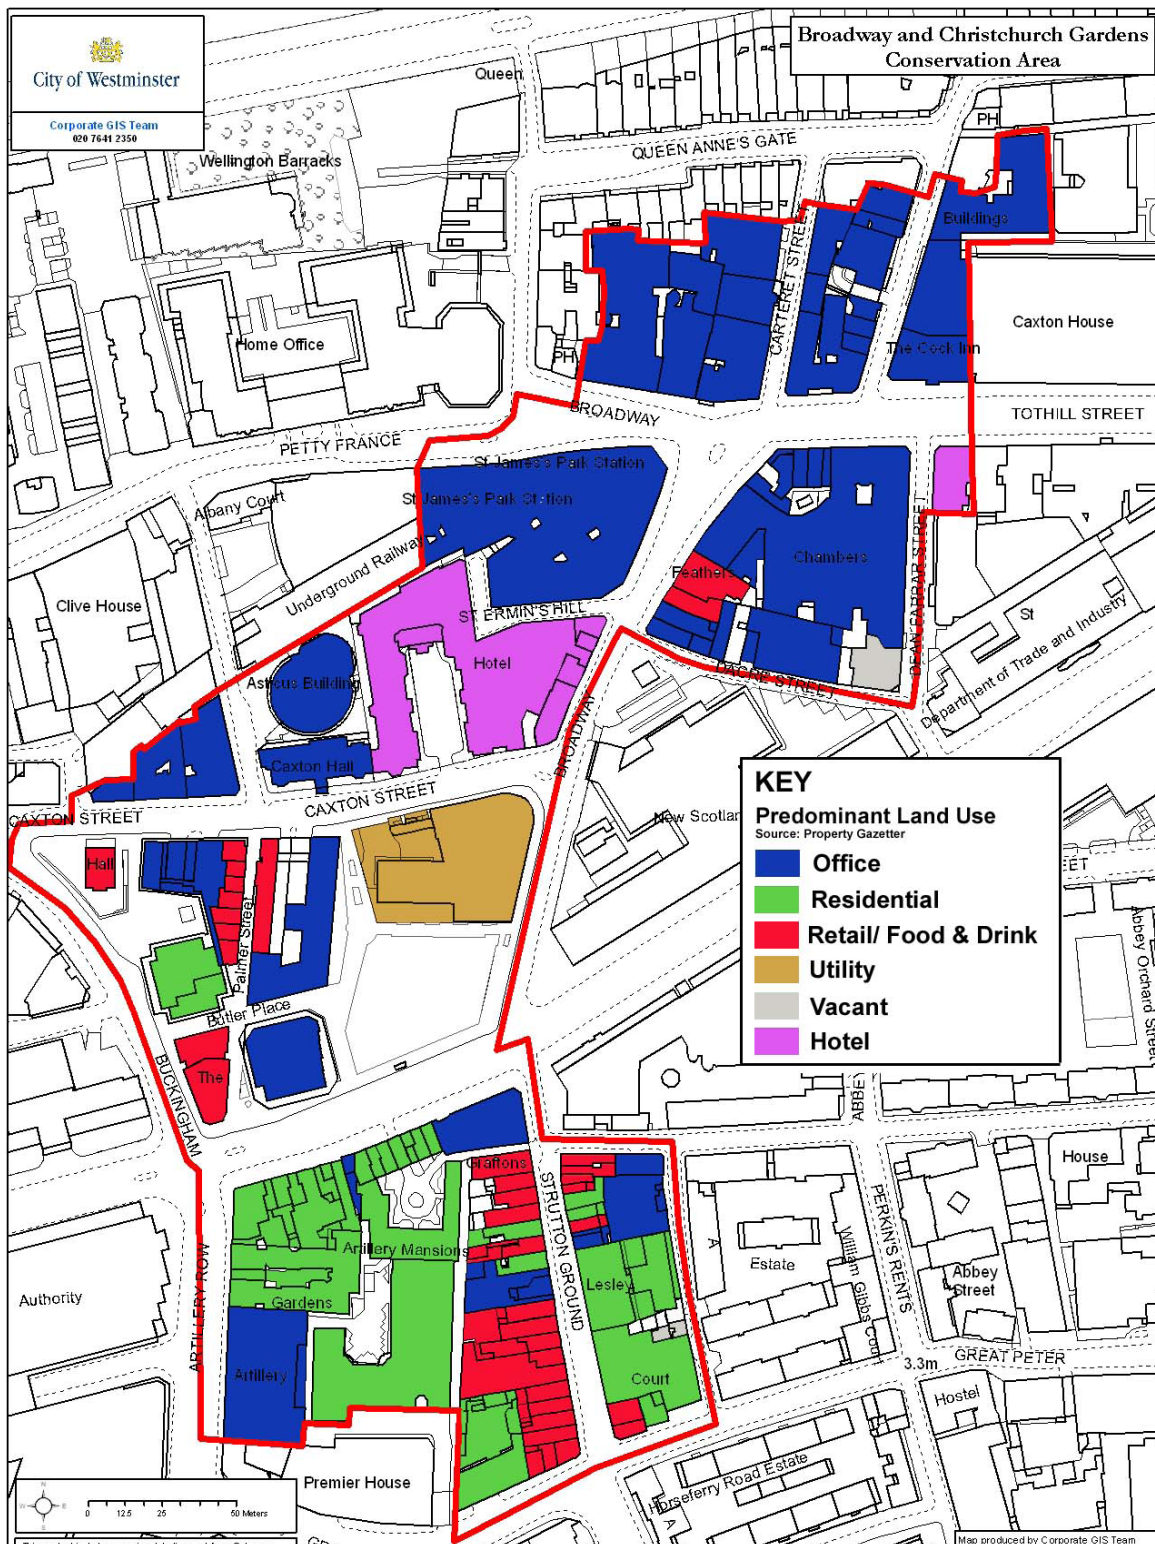 City of Westminster
Corporate GIS Team
020 7641 2350
Broadway and Christchurch Gardens
Conservation Area
Queen
PH
QUEEN ANNE'S GATE
Wellington Barracks
Buildings
CARTERET STREET
Home Office
Caxton House
The Cock Inn
PH
BROADWAY
TOTHILL STREET
PETTY FRANCE
St James's Park Station
St James's Park Station
Albany Court
Underground Railway
Chambers
Feathers
DEAN FARRAR STREET
Clive House
ST ERMIN'S HILL
St
Department of Trade and Industry
Hotel
Asticus Building
DACRE STREET
BROADWAY
Caxton Hall
CAXTON STREET
CAXTON STREET
New Scotlan
KEY
Predominant Land Use
Source: Property Gazetter
Office
Residential
Retail/ Food & Drink
Utility
Vacant
Hotel
Hall
Palmer Street
Butler Place
Abbey Orchard Street
BUCKINGHAM
The
ABBEY
Graftons
House
STRUTTON GROUND
PERKIN'S RENTS
A
Artillery Mansions
Estate
William Gibbs Court
Abbey
Street
Lesley
Authority
ARTILLERY ROW
Gardens
Artillery
Court
3.3m
GREAT PETER
Hostel
Premier House
Horseferry Road Estate
A
N
W
E
S
0 12.5 25 50 Meters
Map produced by Corporate GIS Team